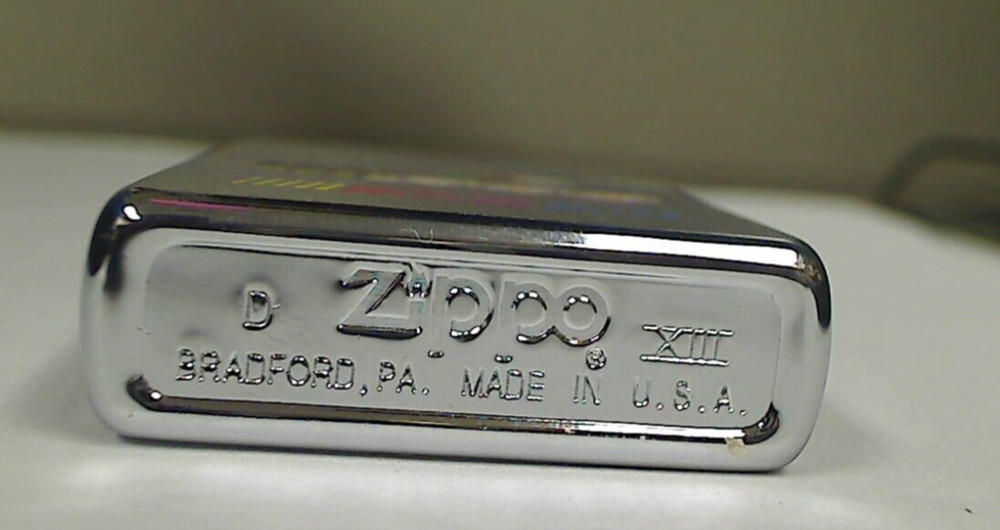 D Zippo ® XIII
BRADFORD, PA. MADE IN U.S.A.